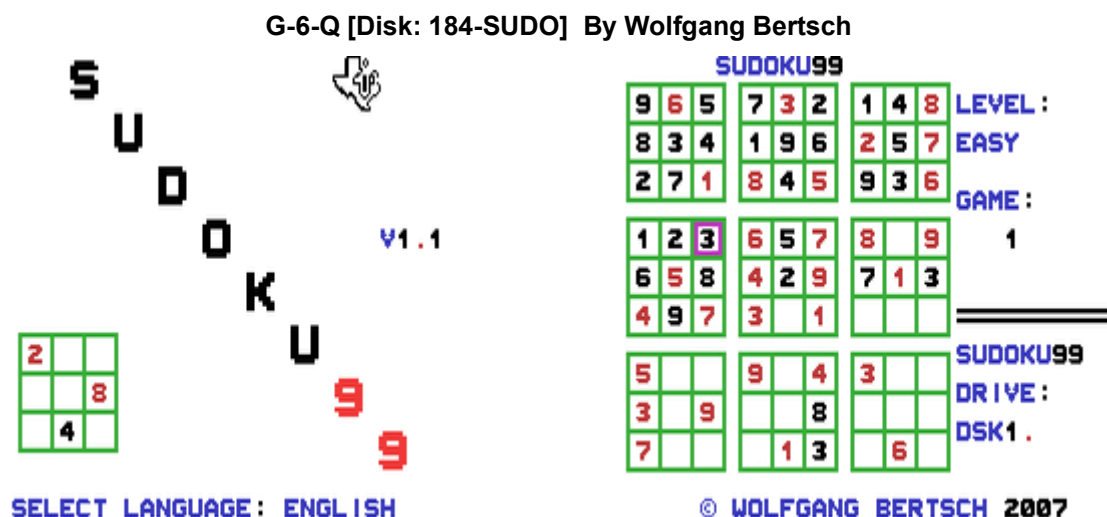 G-6-Q [Disk: 184-SUDO]  By Wolfgang Bertsch
S
U
D
O
K
U
9
9
V1.1
2
8
4
SELECT LANGUAGE: ENGLISH
SUDOKU99
9 6 5 7 3 2 1 4 8
8 3 4 1 9 6 2 5 7
2 7 1 8 4 5 9 3 6
1 2 3 6 5 7 8 9
6 5 8 4 2 9 7 1 3
4 9 7 3 1
5 9 4 3
3 9 8
7 1 3 6
LEVEL:
EASY
GAME:
1
SUDOKU99
DRIVE:
DSK1.
© WOLFGANG BERTSCH 2007